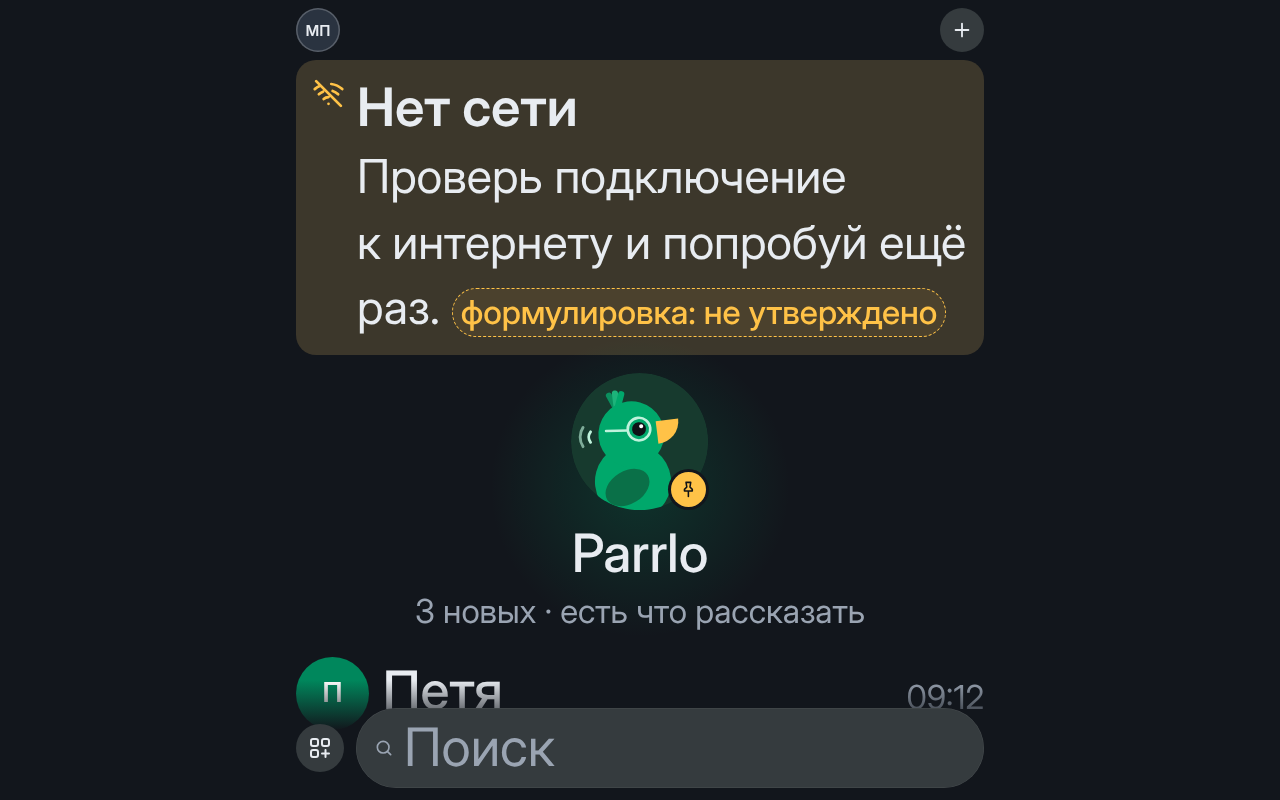 МП
Нет сети
Проверь подключение
к интернету и попробуй ещё
раз. формулировка: не утверждено
Parrlo
3 новых · есть что рассказать
П Петя 09:12
Поиск